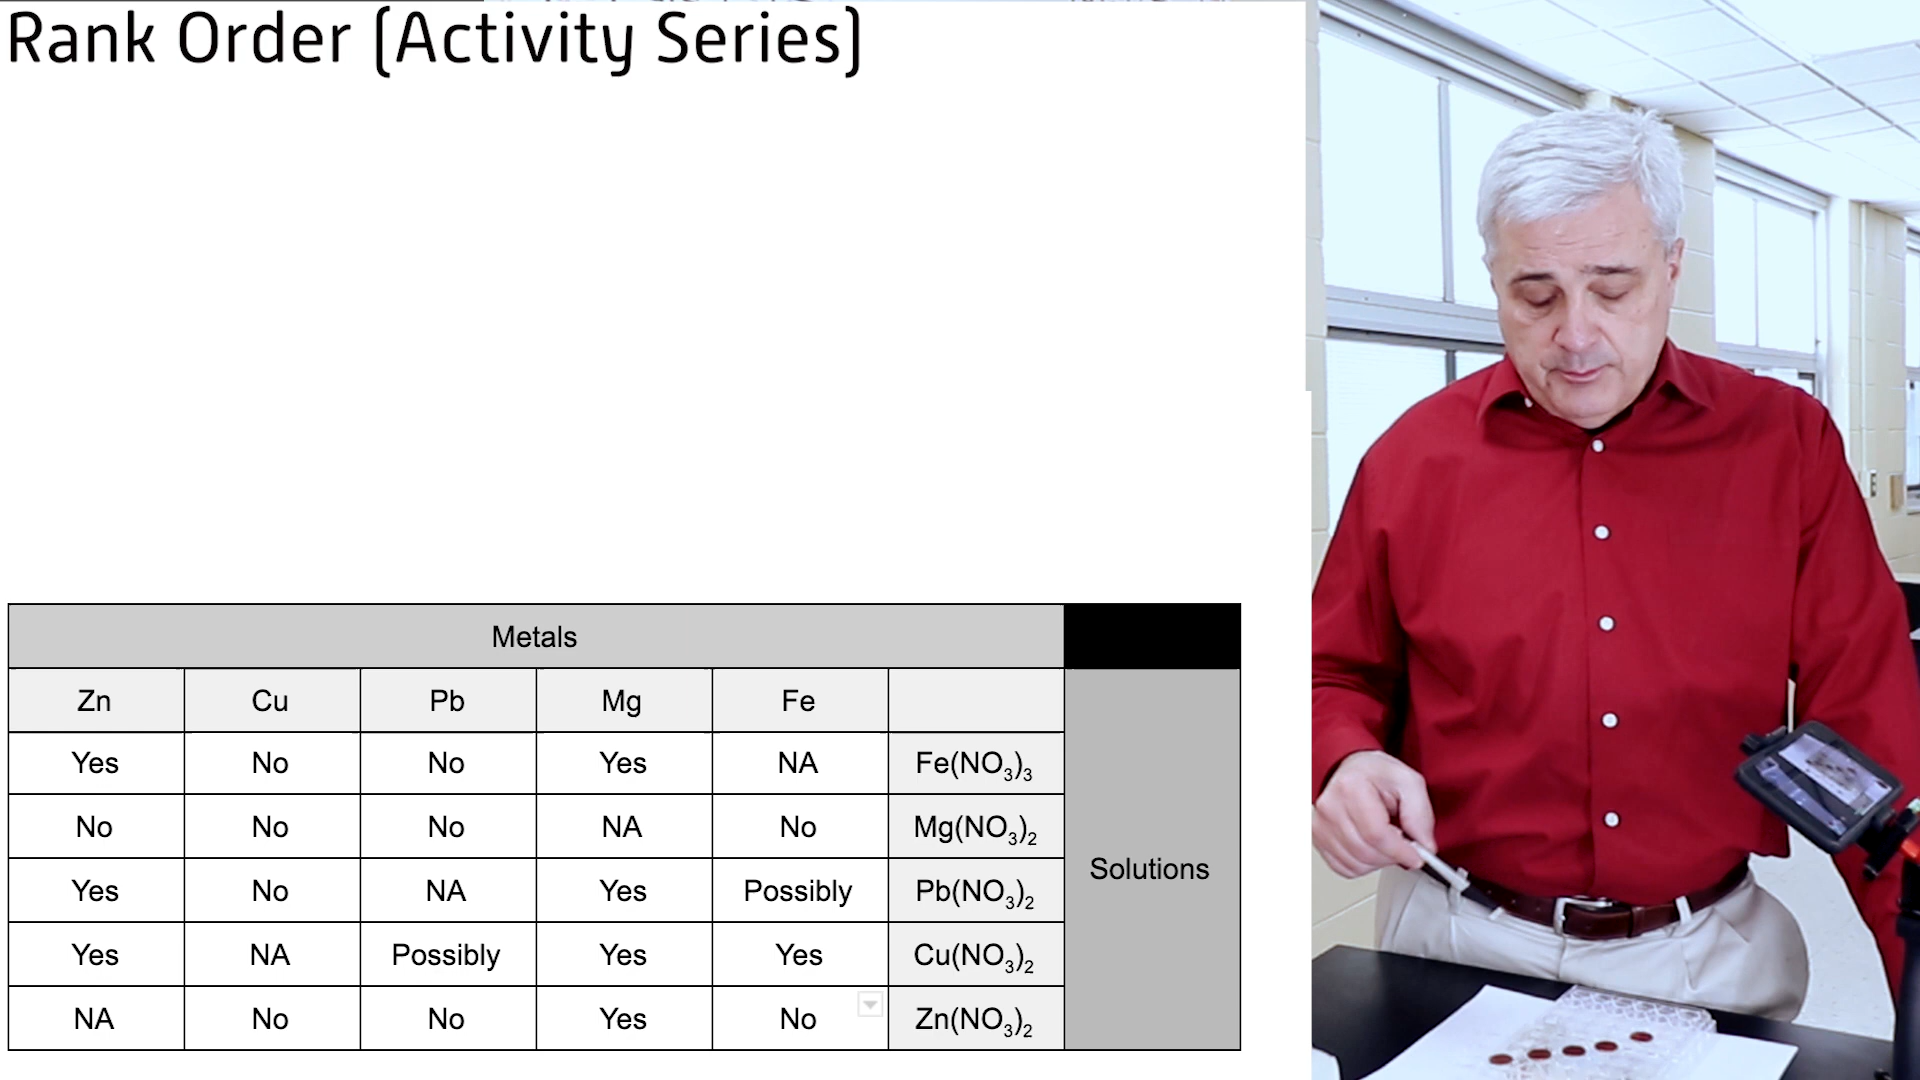 Rank Order (Activity Series)
Metals
Zn Cu Pb Mg Fe
Yes No No Yes NA Fe(NO₃)₃
No No No NA No Mg(NO₃)₂
Yes No NA Yes Possibly Pb(NO₃)₂
Yes NA Possibly Yes Yes Cu(NO₃)₂
NA No No Yes No Zn(NO₃)₂
Solutions